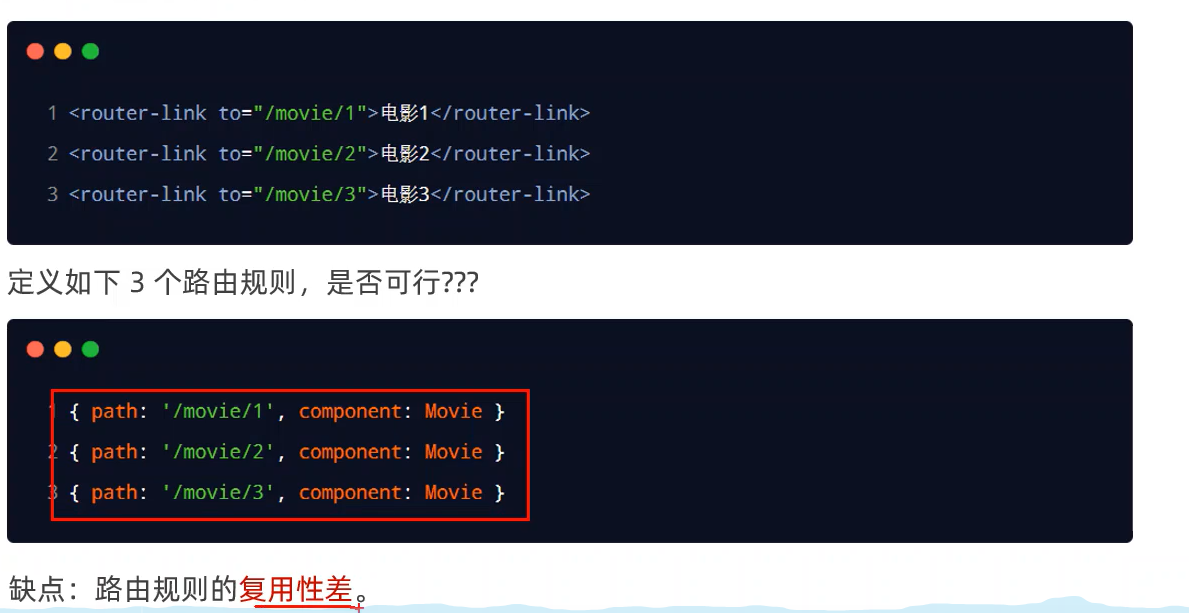 1 <router-link to="/movie/1">电影1</router-link>
2 <router-link to="/movie/2">电影2</router-link>
3 <router-link to="/movie/3">电影3</router-link>
定义如下 3 个路由规则，是否可行???
1 { path: '/movie/1', component: Movie }
2 { path: '/movie/2', component: Movie }
3 { path: '/movie/3', component: Movie }
缺点：路由规则的复用性差。